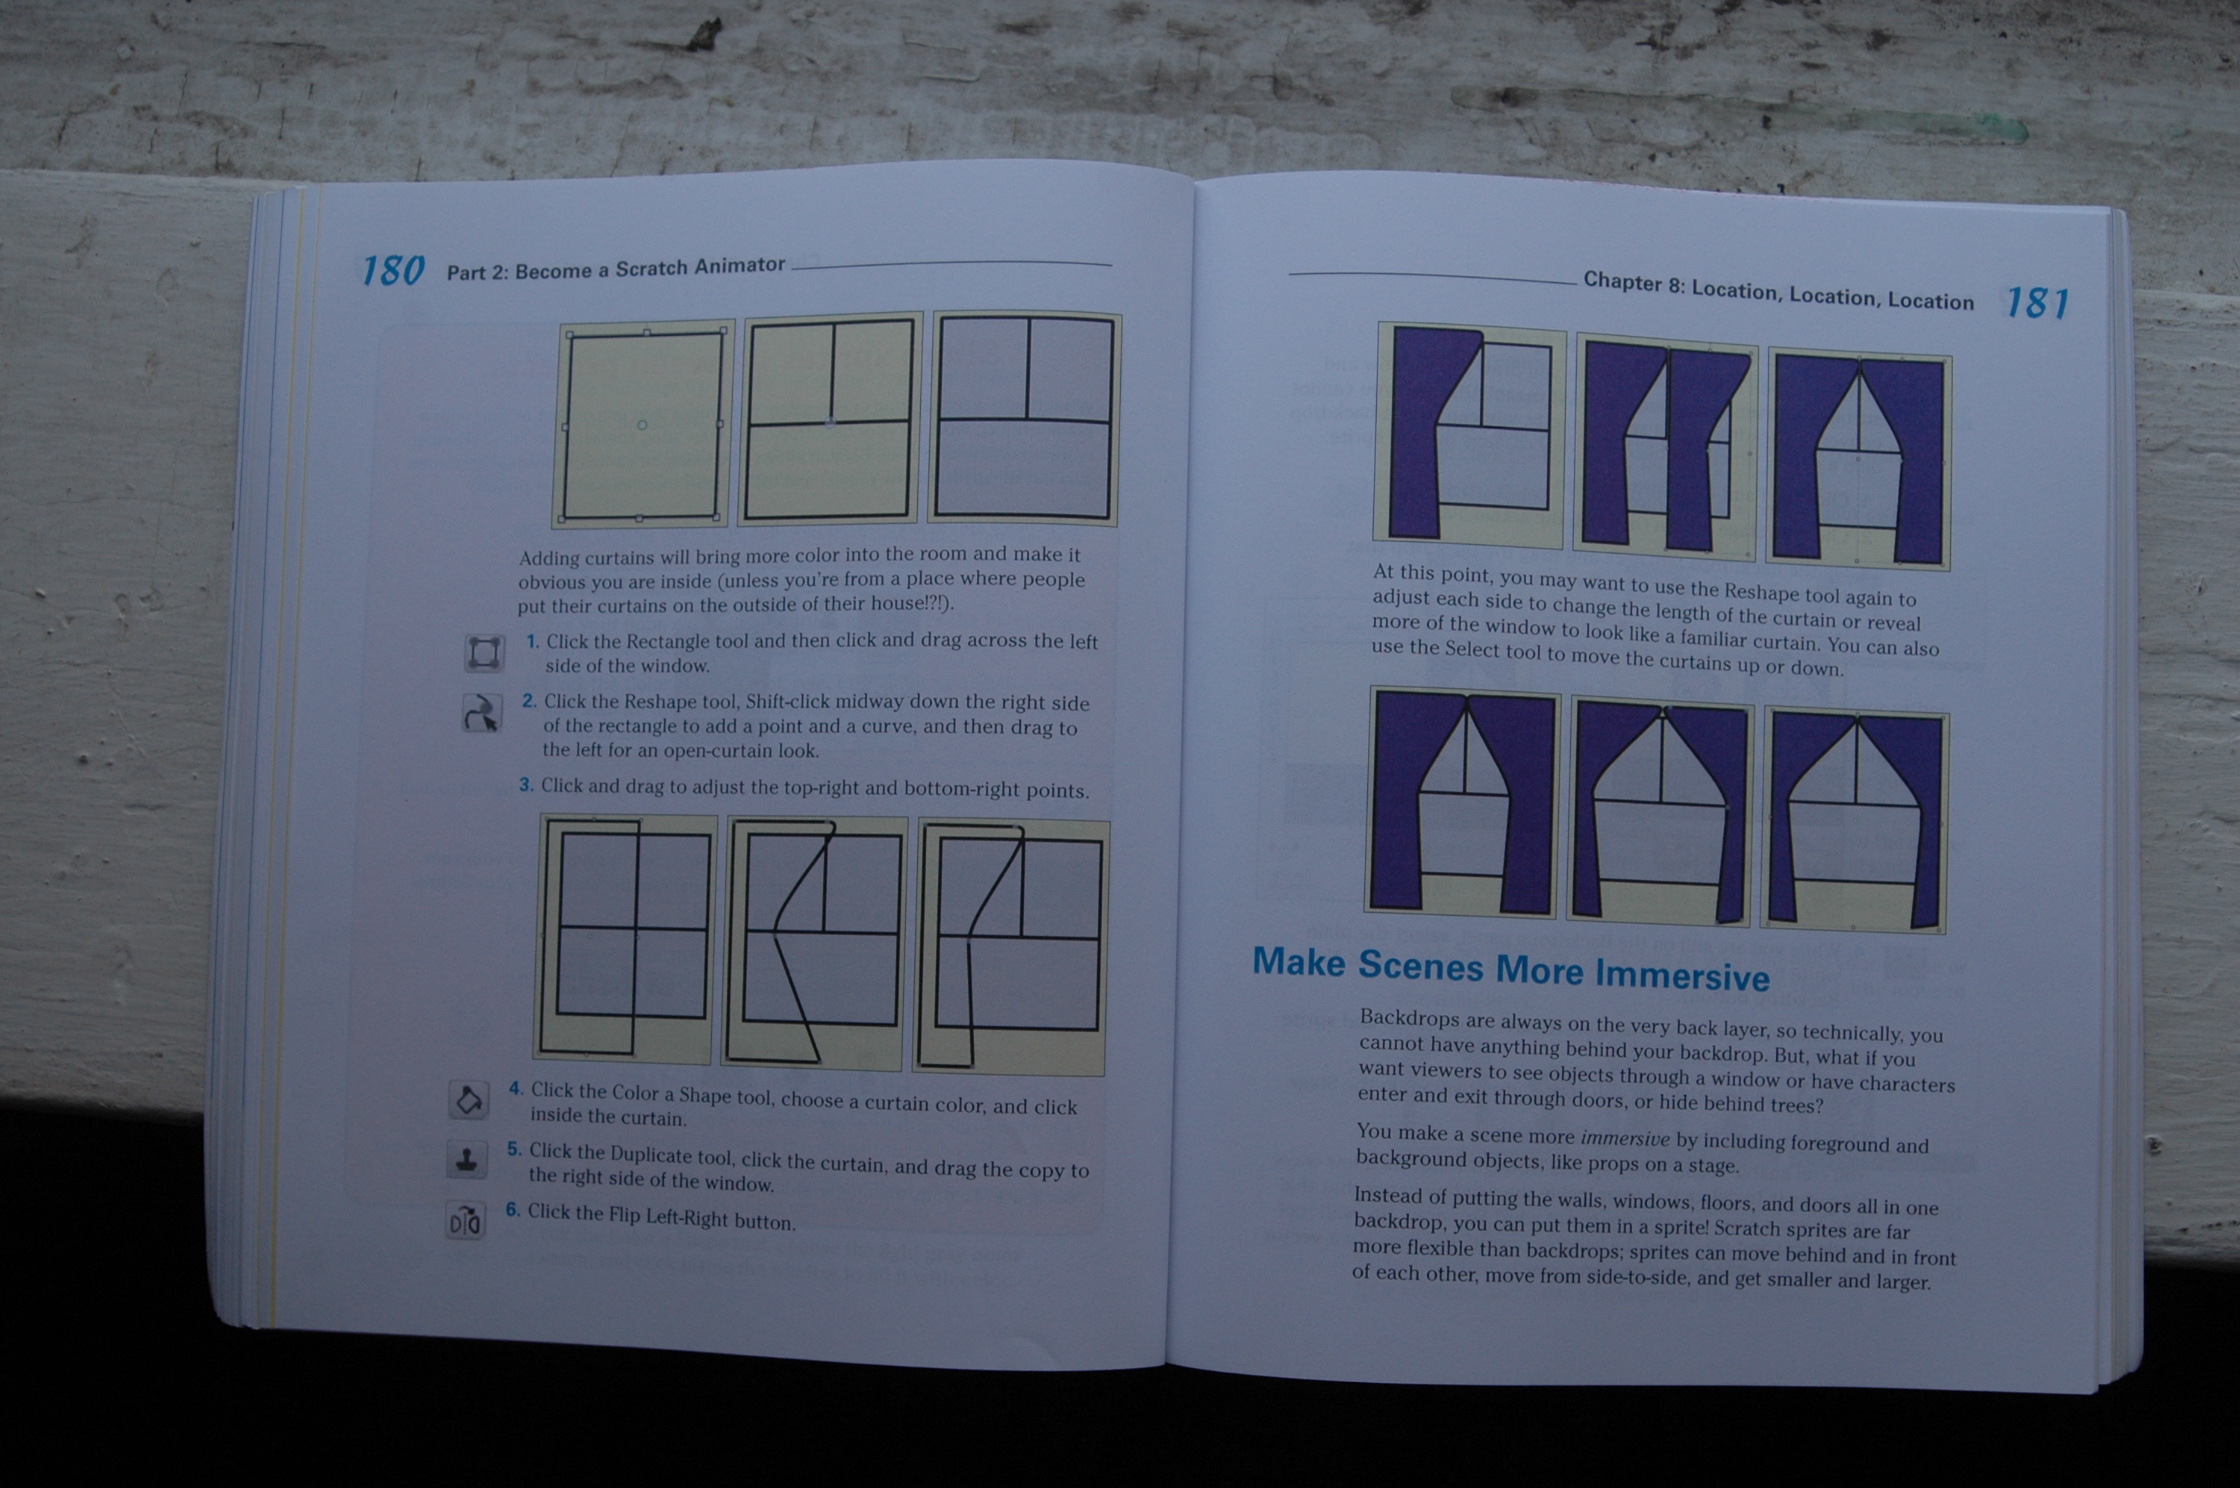 180 Part 2: Become a Scratch Animator
Adding curtains will bring more color into the room and make it
obvious you are inside (unless you're from a place where people
put their curtains on the outside of their house!?!).
1. Click the Rectangle tool and then click and drag across the left
side of the window.
2. Click the Reshape tool, Shift-click midway down the right side
of the rectangle to add a point and a curve, and then drag to
the left for an open-curtain look.
3. Click and drag to adjust the top-right and bottom-right points.
4. Click the Color a Shape tool, choose a curtain color, and click
inside the curtain.
5. Click the Duplicate tool, click the curtain, and drag the copy to
the right side of the window.
6. Click the Flip Left-Right button.
Chapter 8: Location, Location, Location 181
At this point, you may want to use the Reshape tool again to
adjust each side to change the length of the curtain or reveal
more of the window to look like a familiar curtain. You can also
use the Select tool to move the curtains up or down.
Make Scenes More Immersive
Backdrops are always on the very back layer, so technically, you
cannot have anything behind your backdrop. But, what if you
want viewers to see objects through a window or have characters
enter and exit through doors, or hide behind trees?
You make a scene more immersive by including foreground and
background objects, like props on a stage.
Instead of putting the walls, windows, floors, and doors all in one
backdrop, you can put them in a sprite! Scratch sprites are far
more flexible than backdrops; sprites can move behind and in front
of each other, move from side-to-side, and get smaller and larger.